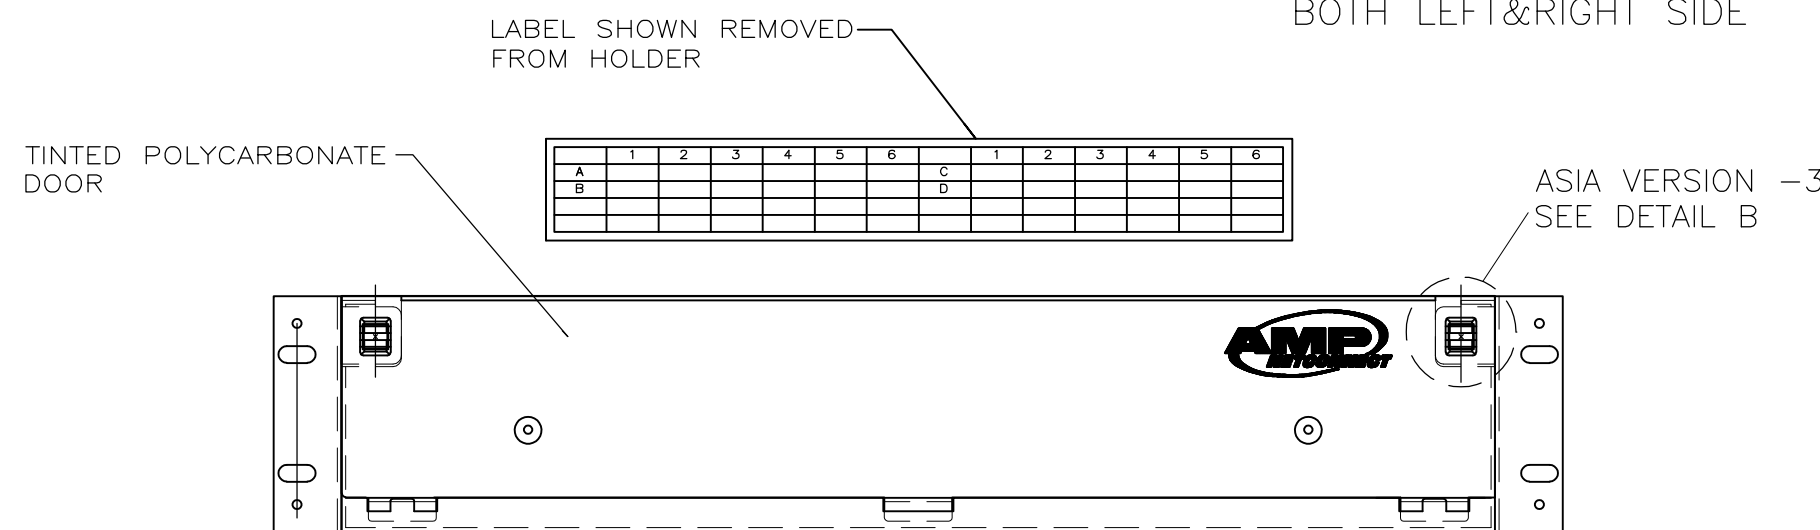 BOTH LEFT&RIGHT SIDE
LABEL SHOWN REMOVED
FROM HOLDER
TINTED POLYCARBONATE
DOOR
1 2 3 4 5 6 1 2 3 4 5 6
A C
B D
ASIA VERSION -3
SEE DETAIL B
AMP
NETCONNECT